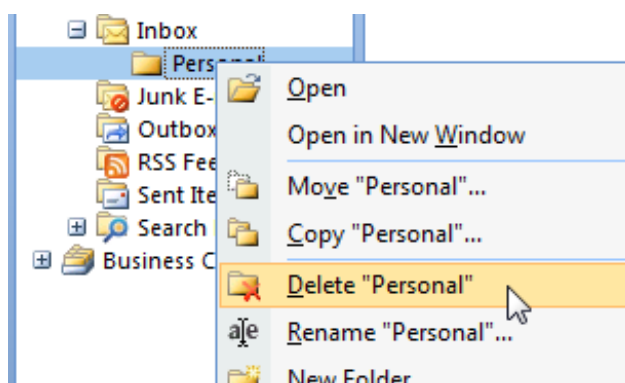 Inbox
Personal
Junk E-
Outbox
RSS Fee
Sent Ite
Search
Business C
Open
Open in New Window
Move "Personal"...
Copy "Personal"...
Delete "Personal"
Rename "Personal"...
New Folder